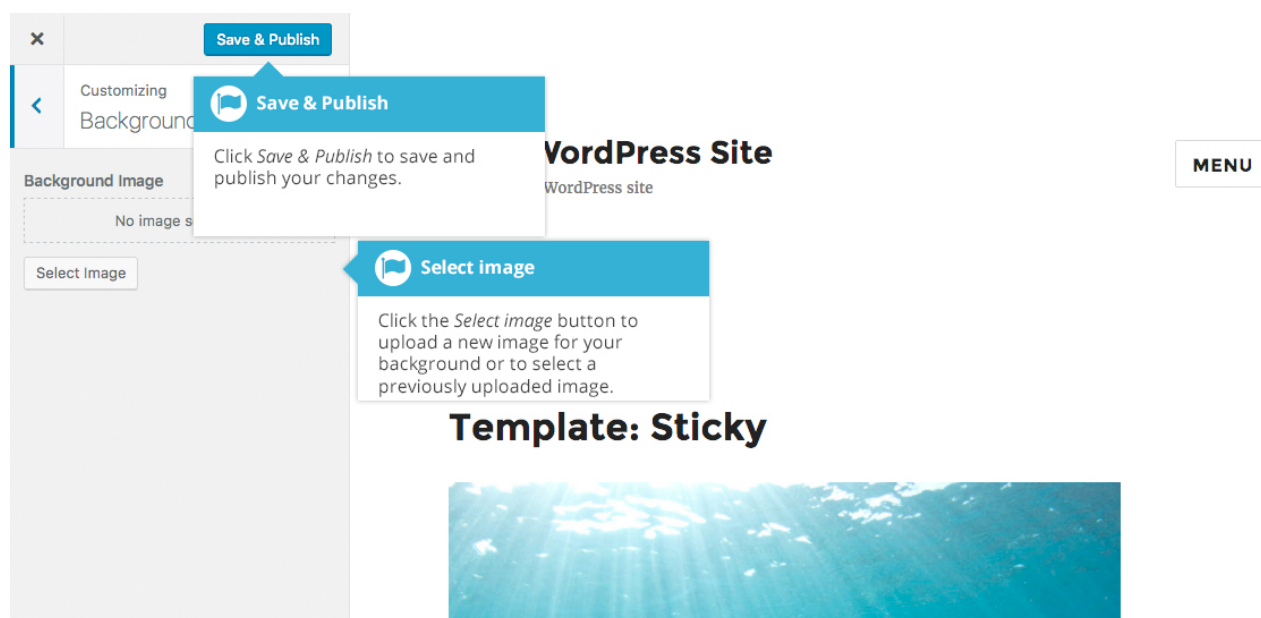 Save & Publish
Customizing
Background
Save & Publish
Click Save & Publish to save and
publish your changes.
WordPress Site
WordPress site
MENU
Background Image
No image s
Select Image
Select image
Click the Select image button to
upload a new image for your
background or to select a
previously uploaded image.
Template: Sticky